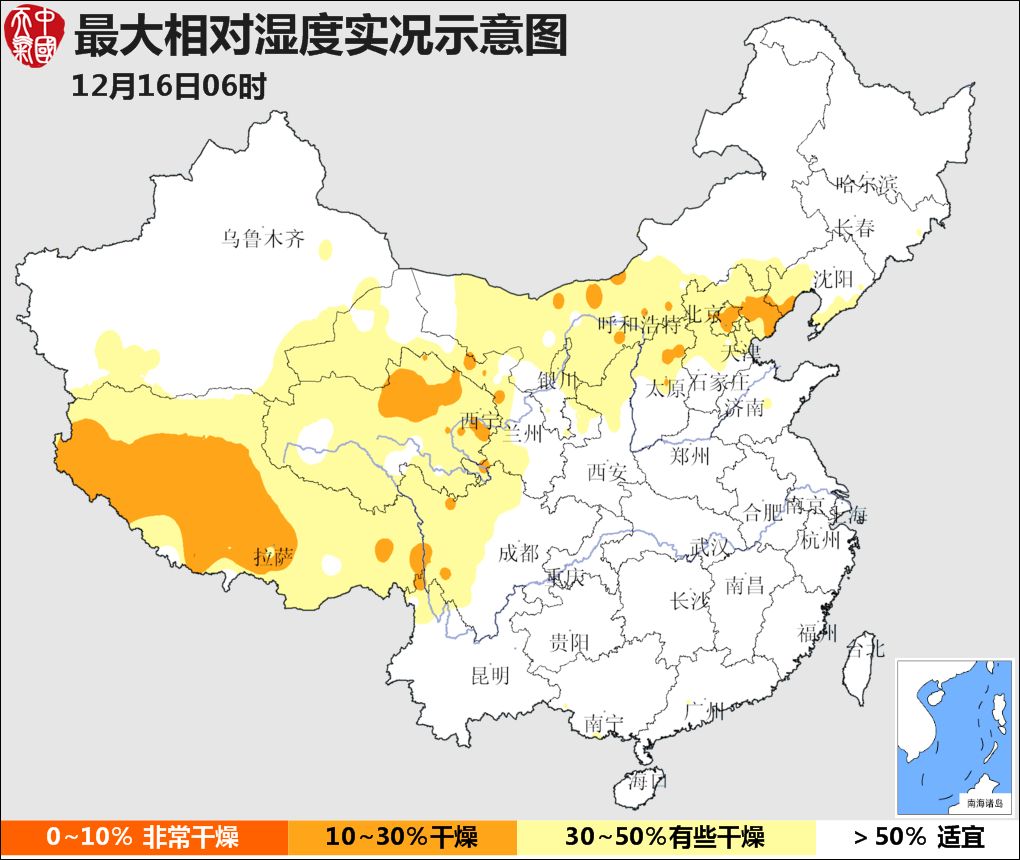 中國天氣
最大相对湿度实况示意图
12月16日06时
哈尔滨
长春
乌鲁木齐
沈阳
呼和浩特
北京
天津
银川
太原
石家庄
济南
西宁
兰州
郑州
西安
合肥
南京
上海
杭州
拉萨
成都
重庆
武汉
南昌
长沙
贵阳
福州
台北
昆明
南宁
广州
海口
南海诸岛
0~10% 非常干燥
10~30%干燥
30~50%有些干燥
>50% 适宜